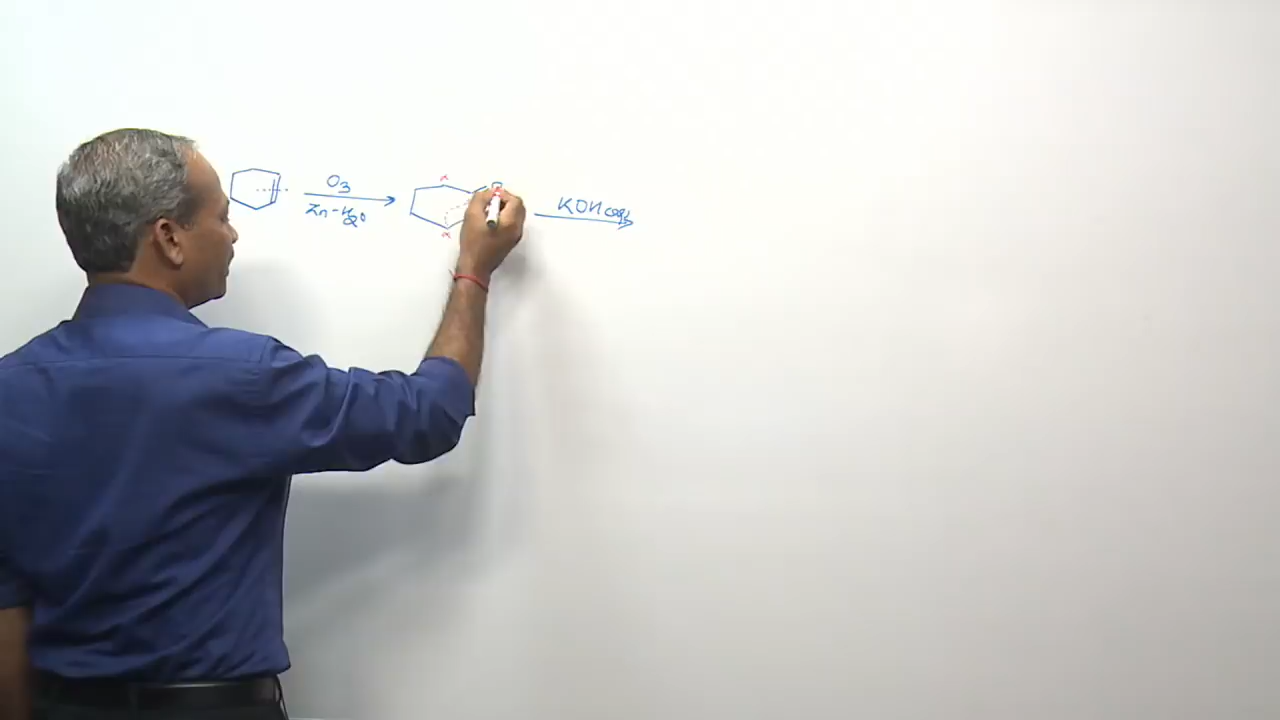 O3
Zn-H2O
α
α
KOH(aq)